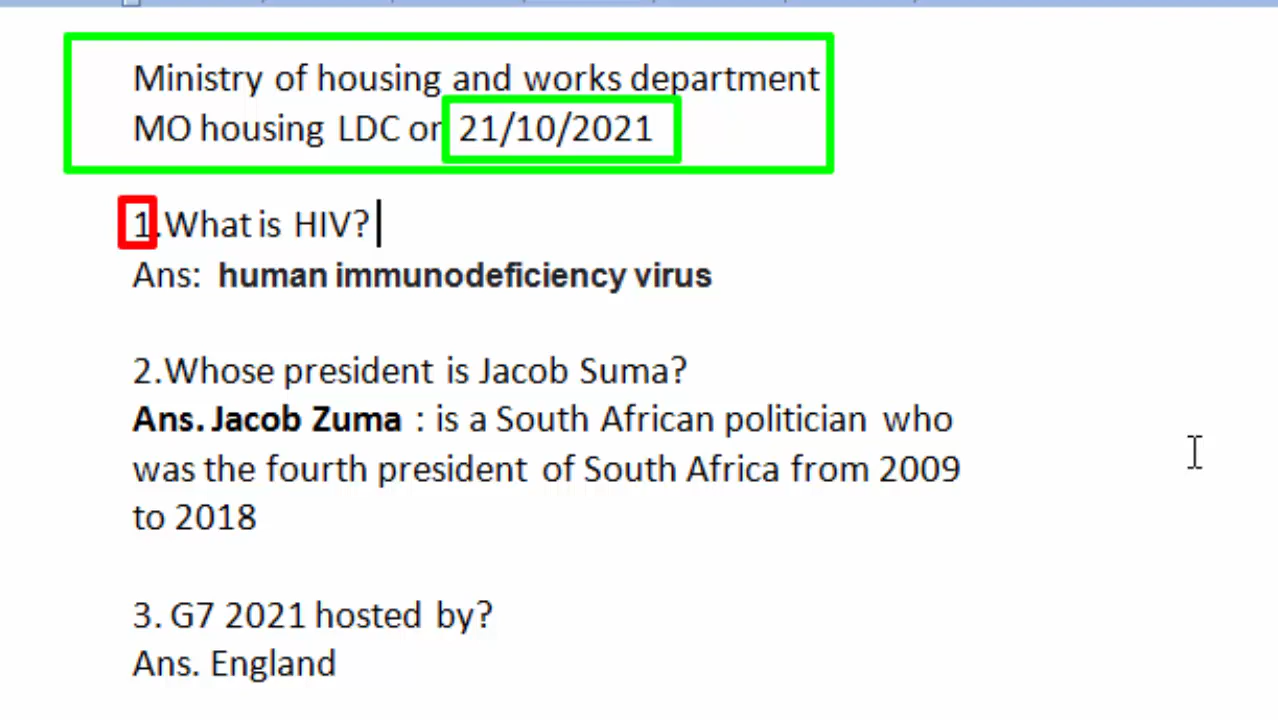 Ministry of housing and works department
MO housing LDC on 21/10/2021
1.What is HIV?
Ans: human immunodeficiency virus
2.Whose president is Jacob Suma?
Ans. Jacob Zuma : is a South African politician who
was the fourth president of South Africa from 2009
to 2018
3. G7 2021 hosted by?
Ans. England